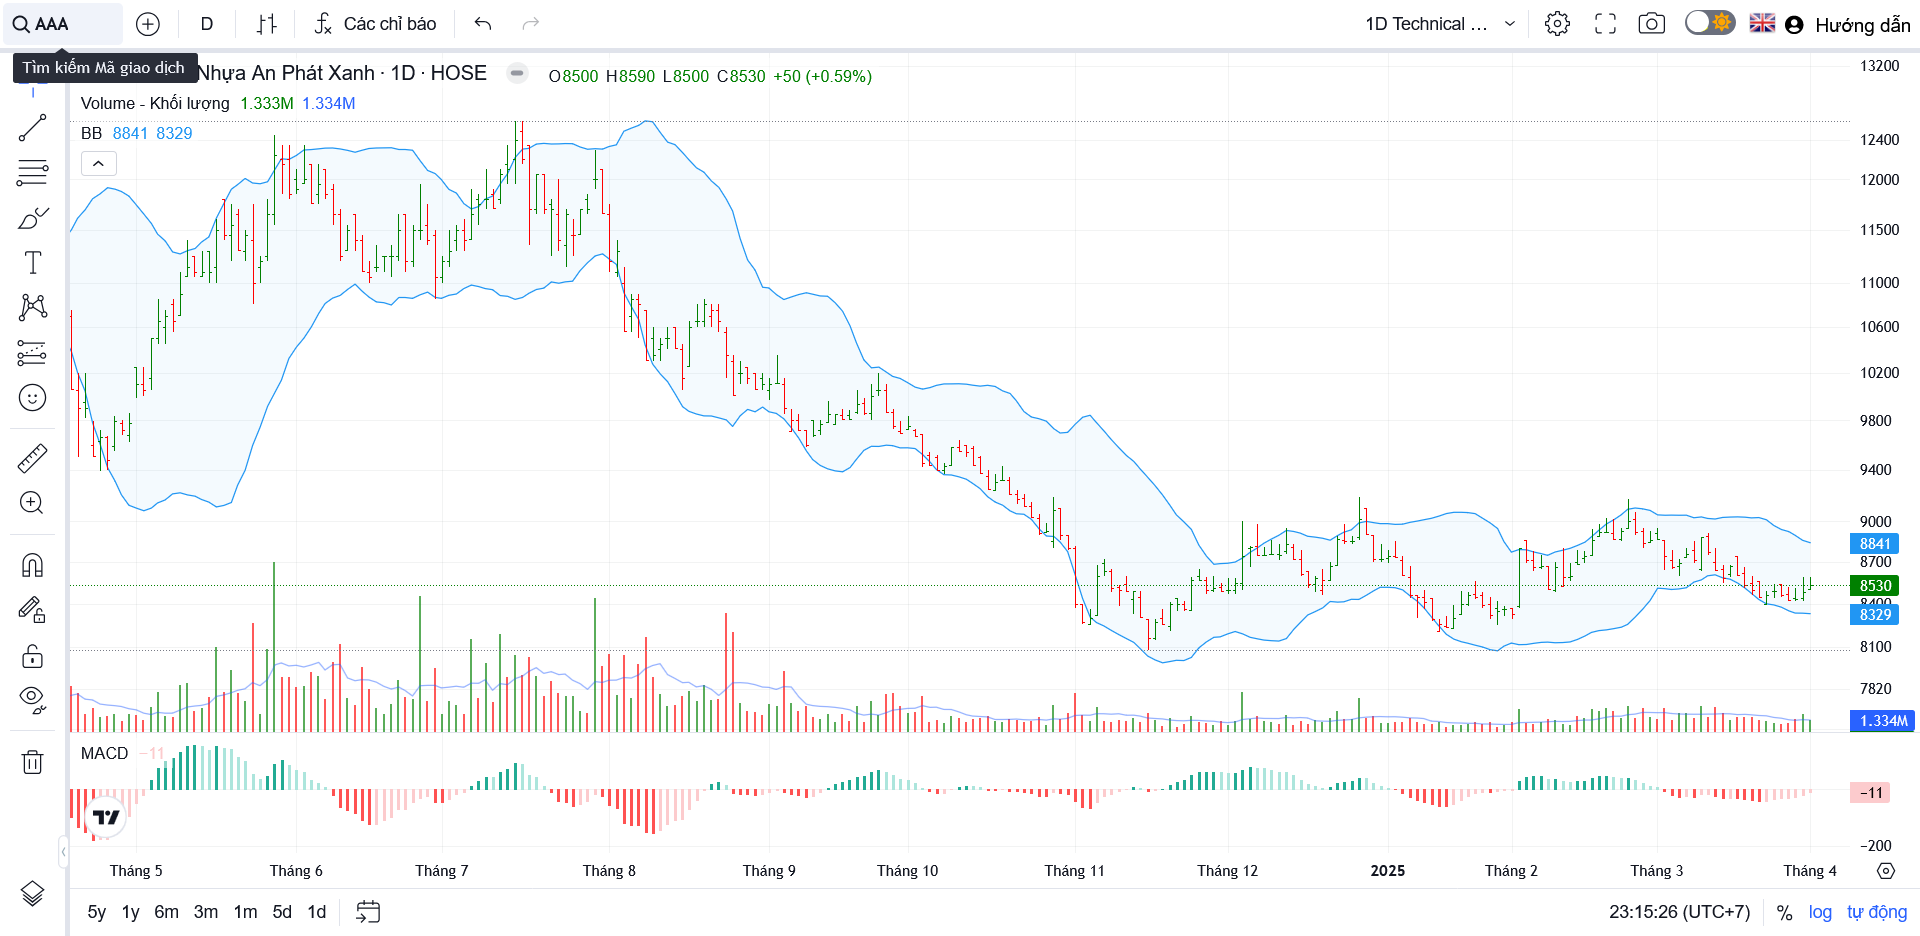 AAA
D
Các chỉ báo
1D Technical ...
Hướng dẫn
Tìm kiếm Mã giao dịch
Nhựa An Phát Xanh · 1D · HOSE
O8500 H8590 L8500 C8530 +50 (+0.59%)
Volume - Khối lượng 1.333M 1.334M
BB 8841 8329
13200
12400
12000
11500
11000
10600
10200
9800
9400
9000
8841
8700
8530
8400
8329
8100
7820
1.334M
MACD −11
−11
−200
Tháng 5 Tháng 6 Tháng 7 Tháng 8 Tháng 9 Tháng 10 Tháng 11 Tháng 12 2025 Tháng 2 Tháng 3 Tháng 4
5y 1y 6m 3m 1m 5d 1d
23:15:26 (UTC+7) % log tự động